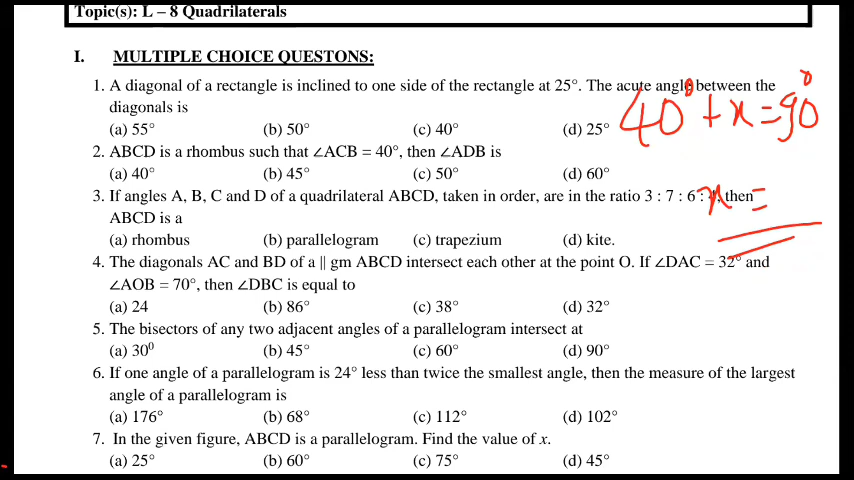 Topic(s): L – 8 Quadrilaterals
I. MULTIPLE CHOICE QUESTONS:
1. A diagonal of a rectangle is inclined to one side of the rectangle at 25°. The acute angle between the
diagonals is
(a) 55° (b) 50° (c) 40° (d) 25°
40° + x = 90°
2. ABCD is a rhombus such that ∠ACB = 40°, then ∠ADB is
(a) 40° (b) 45° (c) 50° (d) 60°
3. If angles A, B, C and D of a quadrilateral ABCD, taken in order, are in the ratio 3 : 7 : 6 : 4, then
x =
ABCD is a
(a) rhombus (b) parallelogram (c) trapezium (d) kite.
4. The diagonals AC and BD of a || gm ABCD intersect each other at the point O. If ∠DAC = 32° and
∠AOB = 70°, then ∠DBC is equal to
(a) 24 (b) 86° (c) 38° (d) 32°
5. The bisectors of any two adjacent angles of a parallelogram intersect at
(a) 30⁰ (b) 45° (c) 60° (d) 90°
6. If one angle of a parallelogram is 24° less than twice the smallest angle, then the measure of the largest
angle of a parallelogram is
(a) 176° (b) 68° (c) 112° (d) 102°
7. In the given figure, ABCD is a parallelogram. Find the value of x.
(a) 25° (b) 60° (c) 75° (d) 45°